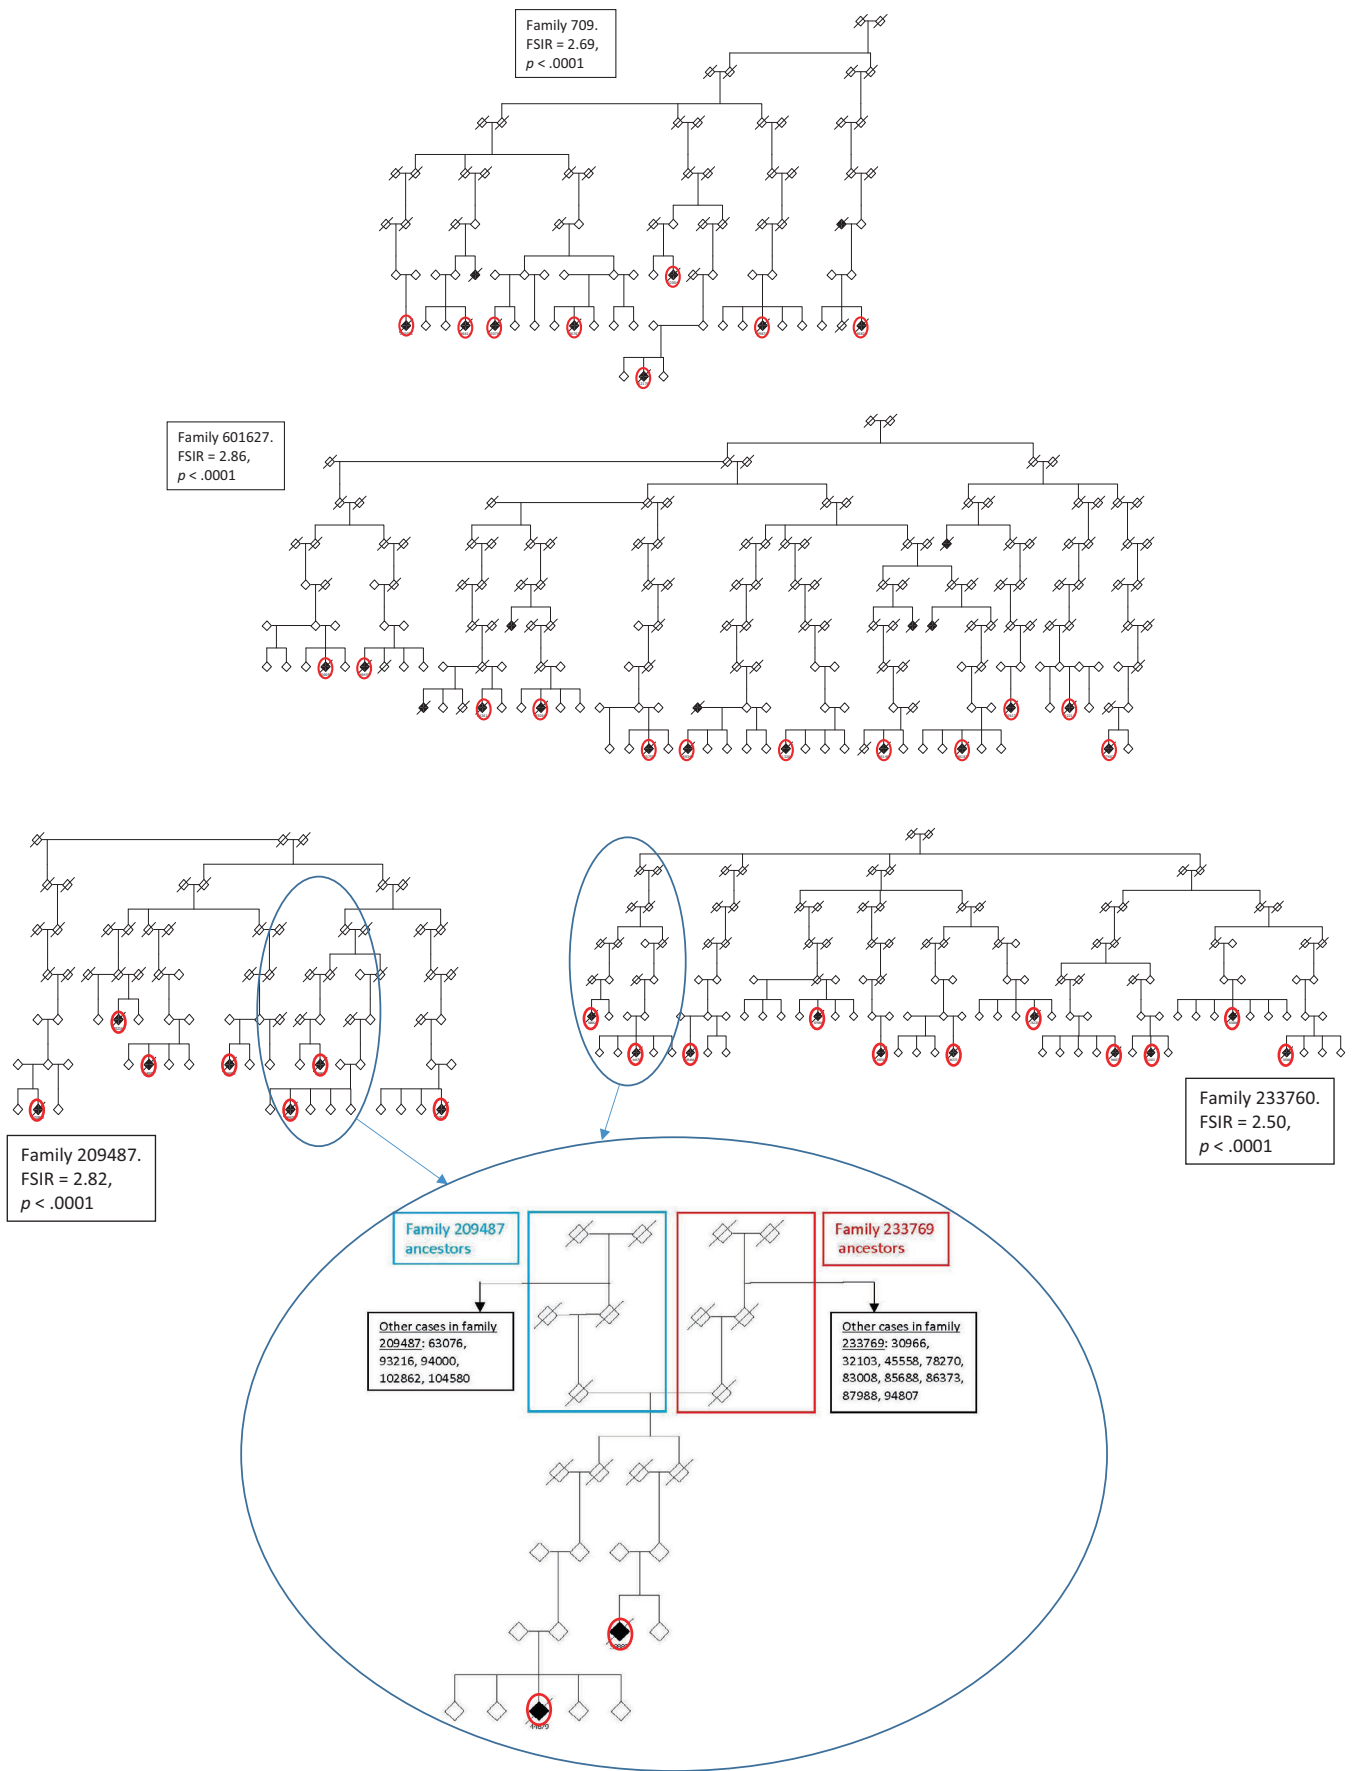 Family 709.
FSIR = 2.69,
p < .0001
Family 601627.
FSIR = 2.86,
p < .0001
Family 209487.
FSIR = 2.82,
p < .0001
Family 233760.
FSIR = 2.50,
p < .0001
Family 209487
ancestors
Family 233769
ancestors
Other cases in family
209487: 63076,
93216, 94000,
102862, 104580
Other cases in family
233769: 30966,
32103, 45558, 78270,
83008, 85688, 86373,
87988, 94807